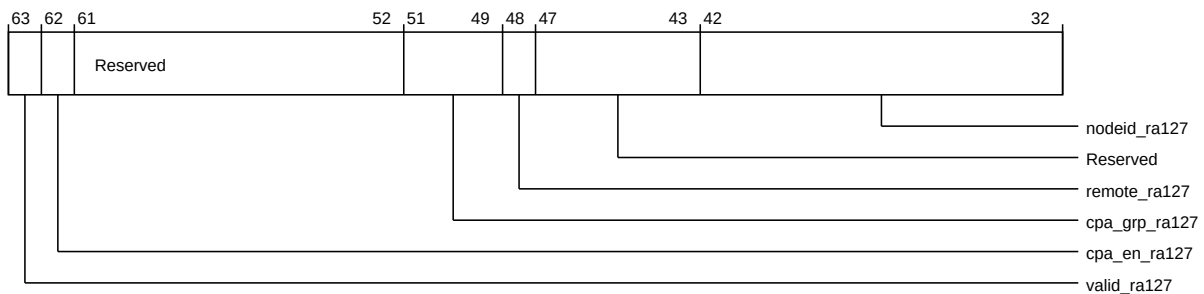 63 62 61 52 51 49 48 47 43 42 32
Reserved
nodeid_ra127
Reserved
remote_ra127
cpa_grp_ra127
cpa_en_ra127
valid_ra127